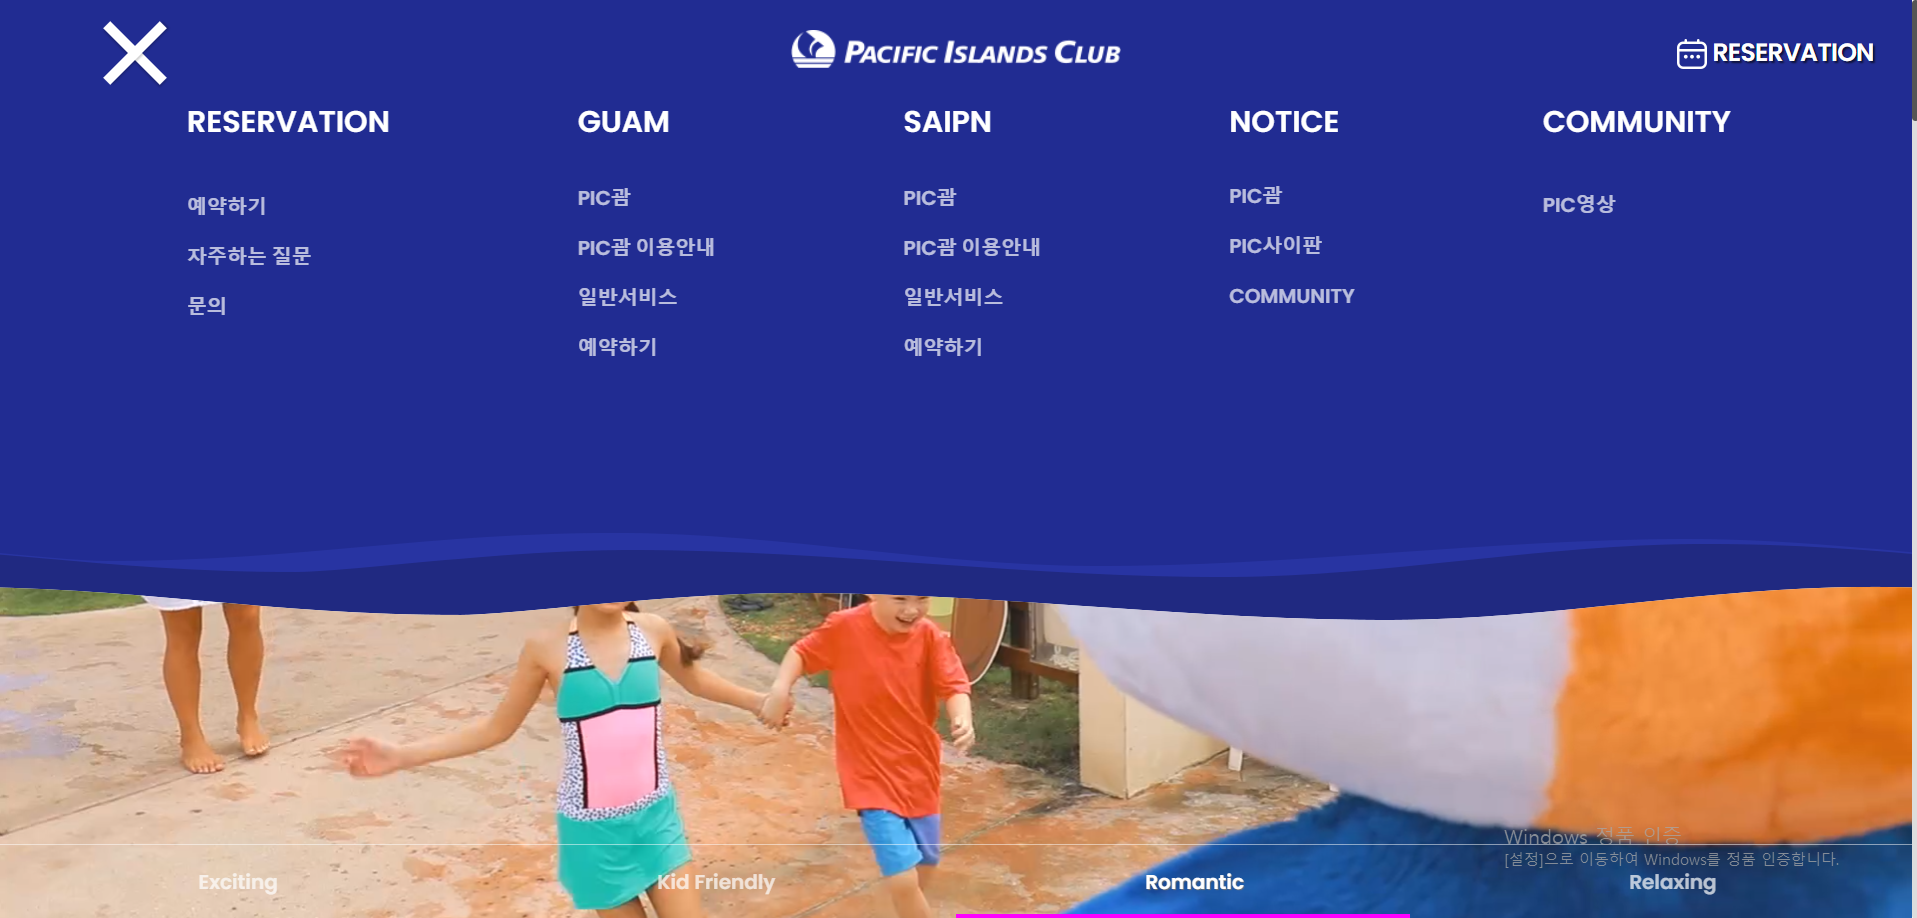 PACIFIC ISLANDS CLUB
RESERVATION
RESERVATION
예약하기
자주하는 질문
문의
GUAM
PIC괌
PIC괌 이용안내
일반서비스
예약하기
SAIPN
PIC괌
PIC괌 이용안내
일반서비스
예약하기
NOTICE
PIC괌
PIC사이판
COMMUNITY
COMMUNITY
PIC영상
Windows 정품 인증
[설정]으로 이동하여 Windows를 정품 인증합니다.
Exciting
Kid Friendly
Romantic
Relaxing